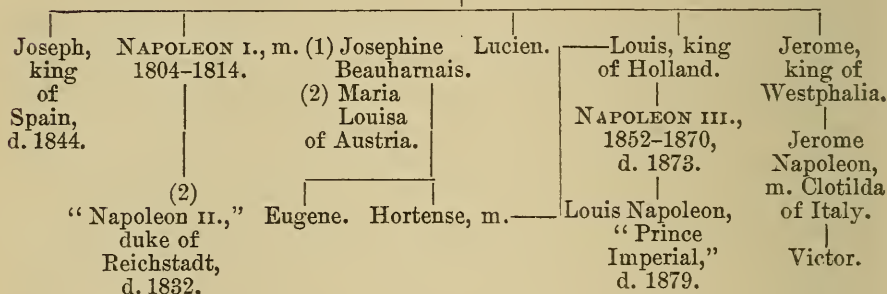 Joseph,
king
of
Spain,
d. 1844.
NAPOLEON I., m. (1) Josephine
1804–1814.
Beauharnais.
(2) Maria
Louisa
of Austria.
Lucien.
Louis, king
of Holland.
Jerome,
king of
Westphalia.
NAPOLEON III.,
1852–1870,
d. 1873.
Jerome
Napoleon,
m. Clotilda
of Italy.
(2)
"Napoleon II.,"
duke of
Reichstadt,
d. 1832.
Eugene.
Hortense, m.
Louis Napoleon,
"Prince
Imperial,"
d. 1879.
Victor.